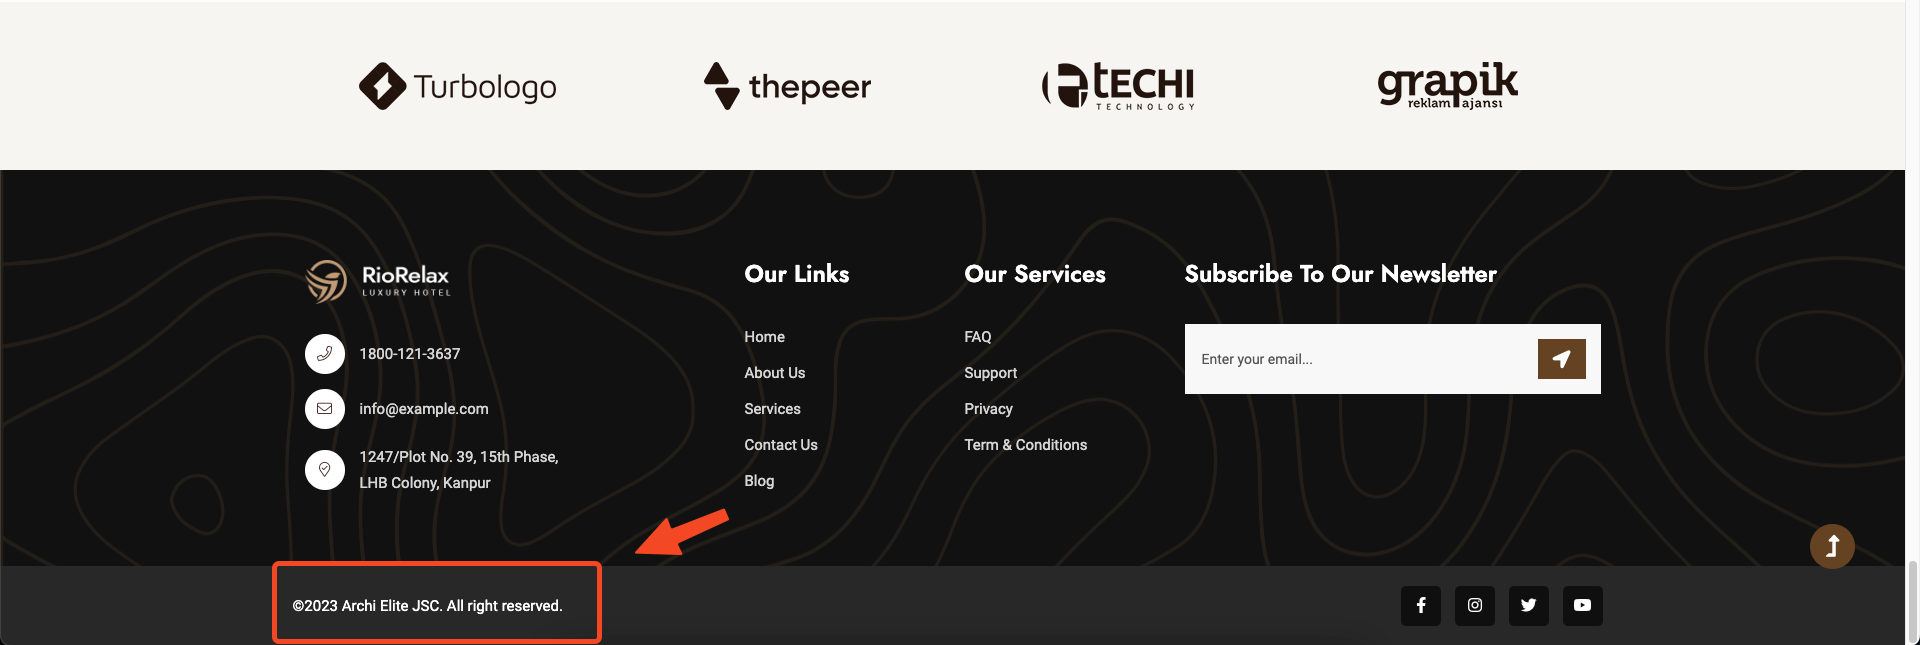 Turbologo
thepeer
tECHI
TECHNOLOGY
grapik
reklam ajansı
RioRelax
LUXURY HOTEL
1800-121-3637
info@example.com
1247/Plot No. 39, 15th Phase,
LHB Colony, Kanpur
Our Links
Home
About Us
Services
Contact Us
Blog
Our Services
FAQ
Support
Privacy
Term & Conditions
Subscribe To Our Newsletter
Enter your email...
©2023 Archi Elite JSC. All right reserved.